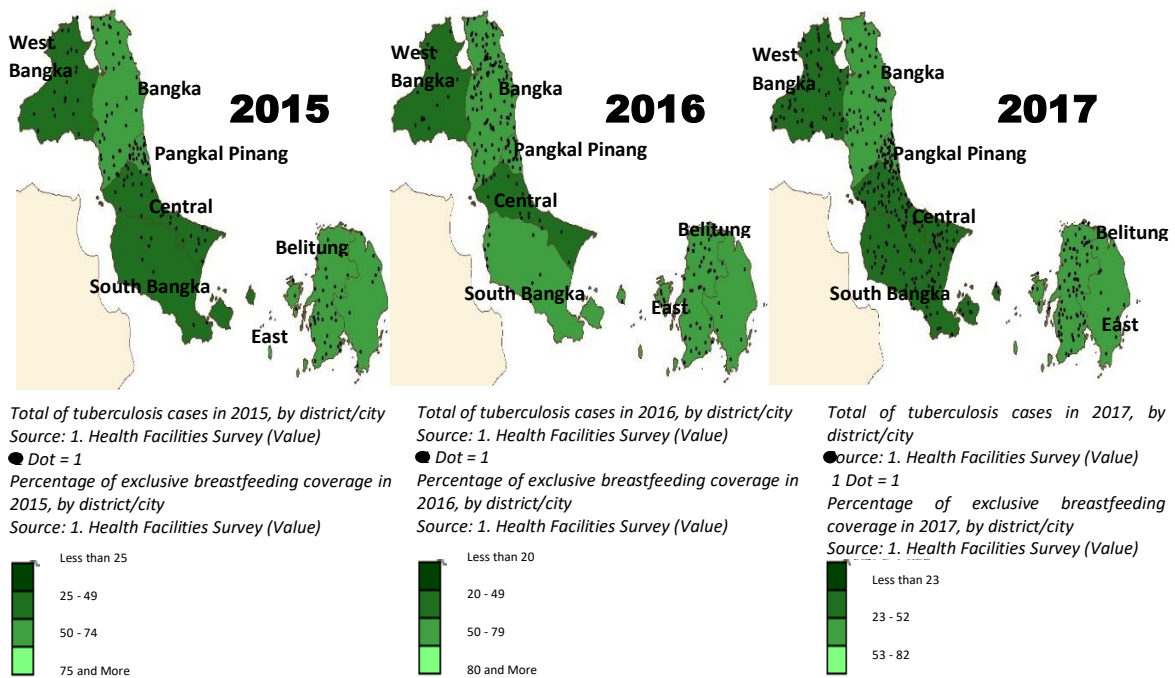 West
Bangka
Bangka
2015
Pangkal Pinang
Central
Belitung
South Bangka
East
West
Bangka
Bangka
2016
Pangkal Pinang
Central
Belitung
South Bangka
East
West
Bangka
Bangka
2017
Pangkal Pinang
Central
Belitung
South Bangka
East
Total of tuberculosis cases in 2015, by district/city
Source: 1. Health Facilities Survey (Value)
Dot = 1
Percentage of exclusive breastfeeding coverage in
2015, by district/city
Source: 1. Health Facilities Survey (Value)
Less than 25
25 - 49
50 - 74
75 and More
Total of tuberculosis cases in 2016, by district/city
Source: 1. Health Facilities Survey (Value)
Dot = 1
Percentage of exclusive breastfeeding coverage in
2016, by district/city
Source: 1. Health Facilities Survey (Value)
Less than 20
20 - 49
50 - 79
80 and More
Total of tuberculosis cases in 2017, by
district/city
Source: 1. Health Facilities Survey (Value)
1 Dot = 1
Percentage of exclusive breastfeeding
coverage in 2017, by district/city
Source: 1. Health Facilities Survey (Value)
Less than 23
23 - 52
53 - 82